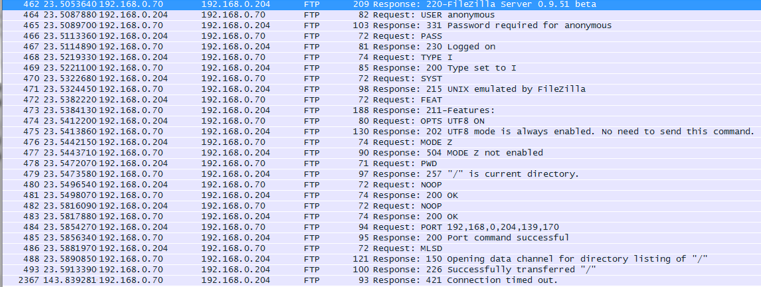 462 23.5053640 192.168.0.70 192.168.0.204 FTP 209 Response: 220-FileZilla Server 0.9.51 beta
464 23.5087880 192.168.0.204 192.168.0.70 FTP 82 Request: USER anonymous
465 23.5089700 192.168.0.70 192.168.0.204 FTP 103 Response: 331 Password required for anonymous
466 23.5113360 192.168.0.204 192.168.0.70 FTP 72 Request: PASS
467 23.5114890 192.168.0.70 192.168.0.204 FTP 81 Response: 230 Logged on
468 23.5219330 192.168.0.204 192.168.0.70 FTP 74 Request: TYPE I
469 23.5221100 192.168.0.70 192.168.0.204 FTP 85 Response: 200 Type set to I
470 23.5322680 192.168.0.204 192.168.0.70 FTP 72 Request: SYST
471 23.5324450 192.168.0.70 192.168.0.204 FTP 98 Response: 215 UNIX emulated by FileZilla
472 23.5382220 192.168.0.204 192.168.0.70 FTP 72 Request: FEAT
473 23.5384130 192.168.0.70 192.168.0.204 FTP 188 Response: 211-Features:
474 23.5412200 192.168.0.204 192.168.0.70 FTP 80 Request: OPTS UTF8 ON
475 23.5413860 192.168.0.70 192.168.0.204 FTP 130 Response: 202 UTF8 mode is always enabled. No need to send this command.
476 23.5442150 192.168.0.204 192.168.0.70 FTP 74 Request: MODE Z
477 23.5443710 192.168.0.70 192.168.0.204 FTP 90 Response: 504 MODE Z not enabled
478 23.5472070 192.168.0.204 192.168.0.70 FTP 71 Request: PWD
479 23.5473580 192.168.0.70 192.168.0.204 FTP 97 Response: 257 "/" is current directory.
480 23.5496540 192.168.0.204 192.168.0.70 FTP 72 Request: NOOP
481 23.5498070 192.168.0.70 192.168.0.204 FTP 74 Response: 200 OK
482 23.5816090 192.168.0.204 192.168.0.70 FTP 72 Request: NOOP
483 23.5817880 192.168.0.70 192.168.0.204 FTP 74 Response: 200 OK
484 23.5854270 192.168.0.204 192.168.0.70 FTP 94 Request: PORT 192,168,0,204,139,170
485 23.5856340 192.168.0.70 192.168.0.204 FTP 95 Response: 200 Port command successful
486 23.5881970 192.168.0.204 192.168.0.70 FTP 72 Request: MLSD
488 23.5890850 192.168.0.70 192.168.0.204 FTP 121 Response: 150 Opening data channel for directory listing of "/"
493 23.5913390 192.168.0.70 192.168.0.204 FTP 100 Response: 226 Successfully transferred "/"
2367 143.839281 192.168.0.70 192.168.0.204 FTP 93 Response: 421 Connection timed out.